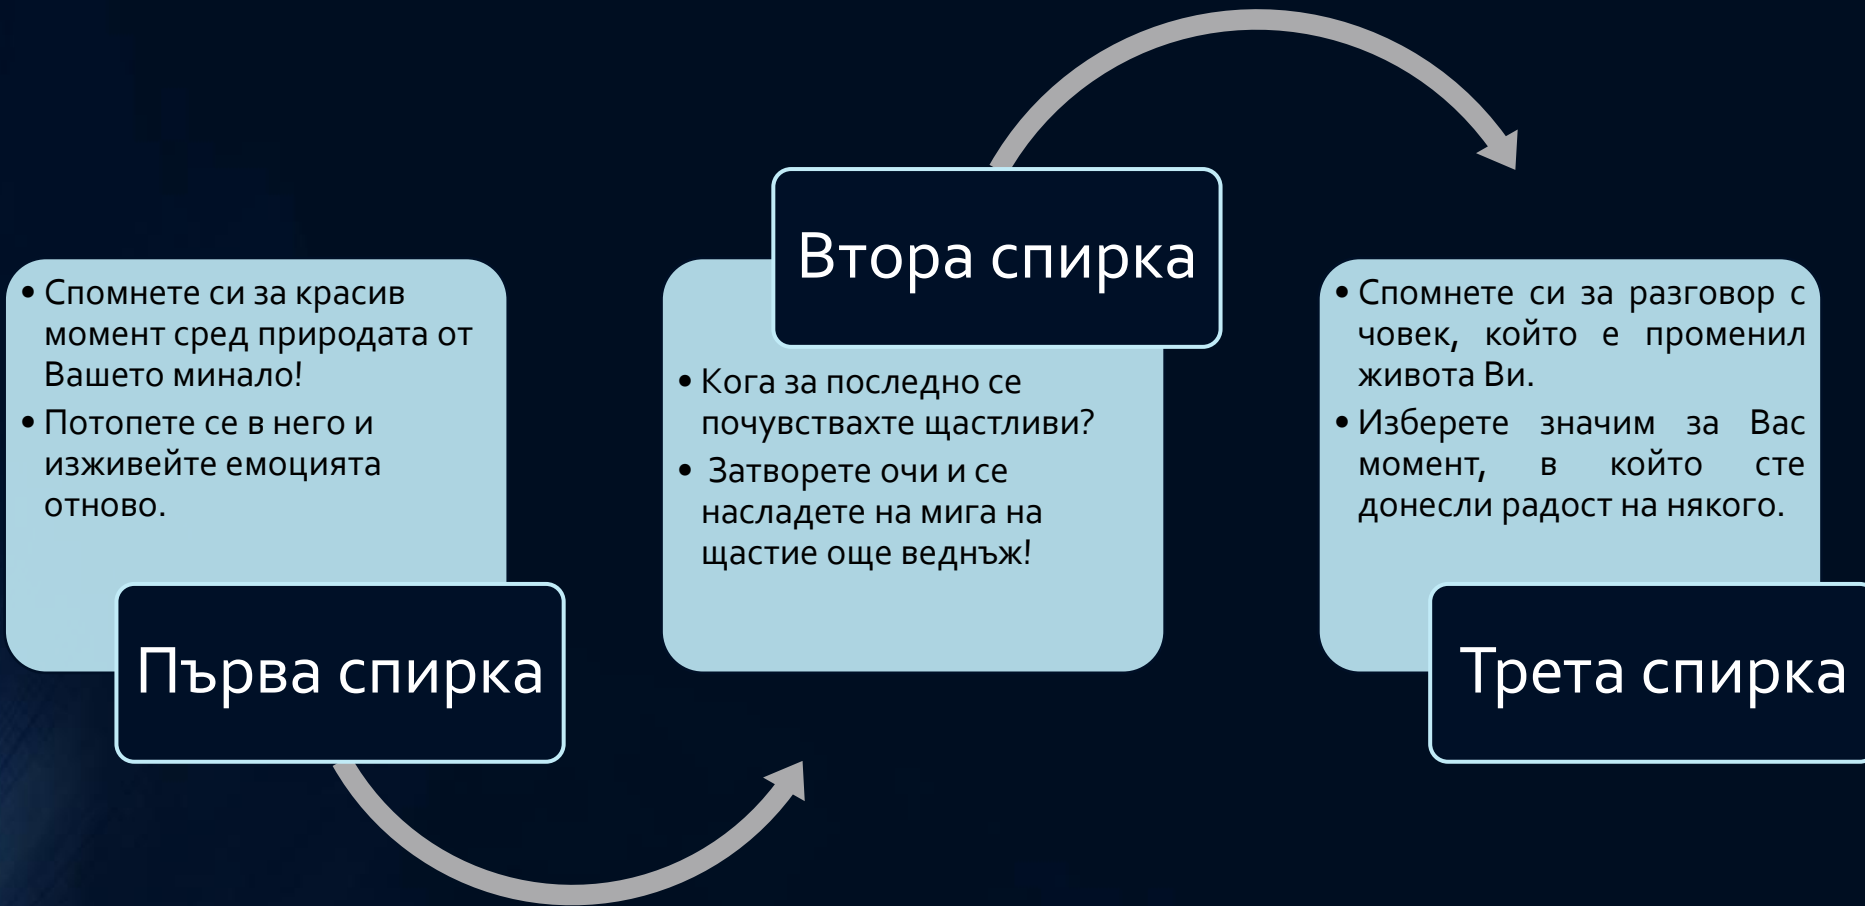 • Спомнете си за красив
момент сред природата от
Вашето минало!
• Потопете се в него и
изживейте емоцията
отново.
Първа спирка
Втора спирка
• Кога за последно се
почувствахте щастливи?
• Затворете очи и се
насладете на мига на
щастие още веднъж!
• Спомнете си за разговор с
човек, който е променил
живота Ви.
• Изберете значим за Вас
момент, в който сте
донесли радост на някого.
Трета спирка